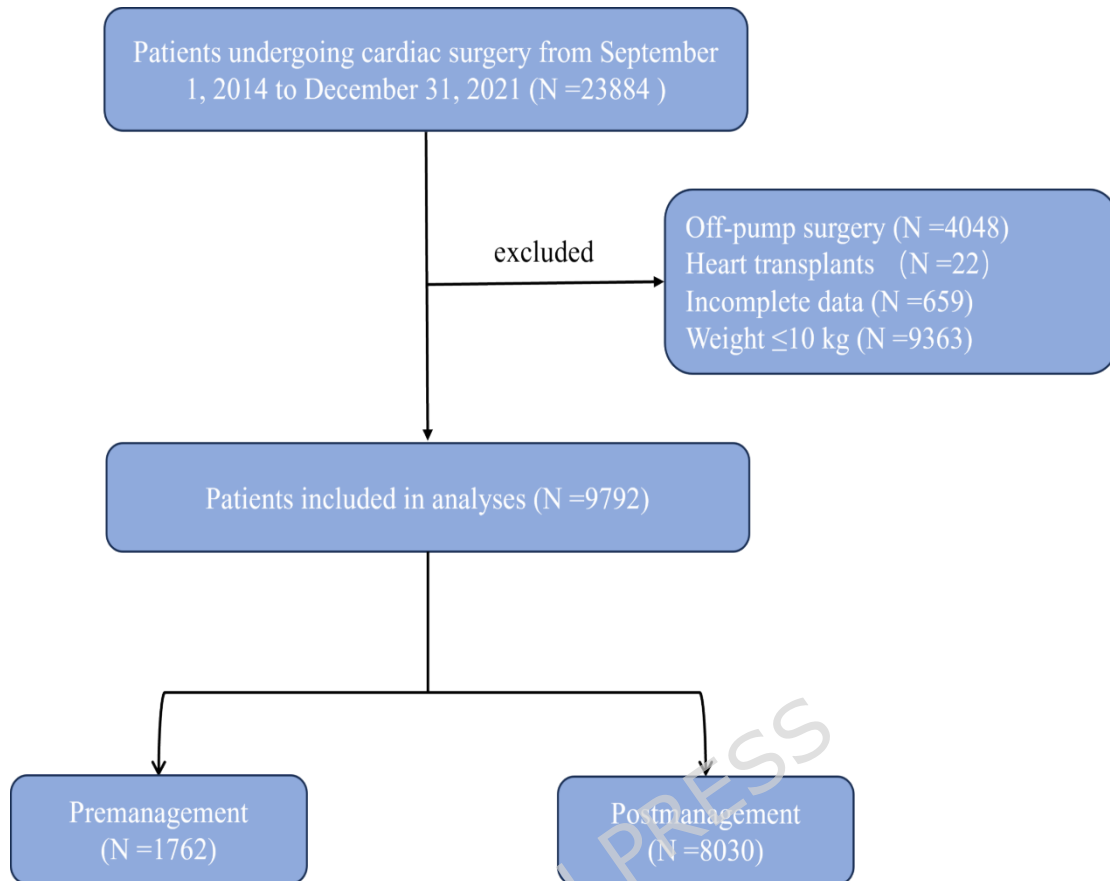 Patients undergoing cardiac surgery from September
1, 2014 to December 31, 2021 (N =23884 )
excluded
Off-pump surgery (N =4048)
Heart transplants （N =22）
Incomplete data (N =659)
Weight ≤10 kg (N =9363)
Patients included in analyses (N =9792)
Premanagement
(N =1762)
Postmanagement
(N =8030)
PRESS